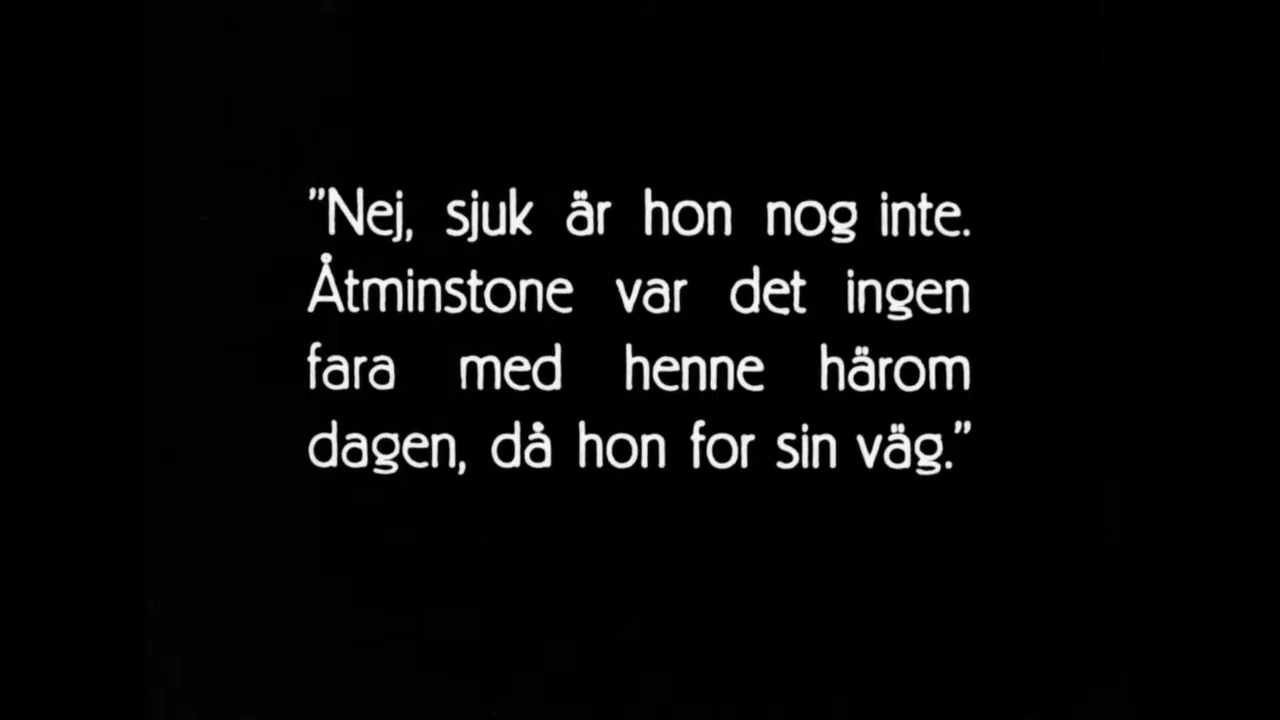 ”Nej, sjuk är hon nog inte.
Åtminstone var det ingen
fara med henne härom
dagen, då hon for sin väg.”